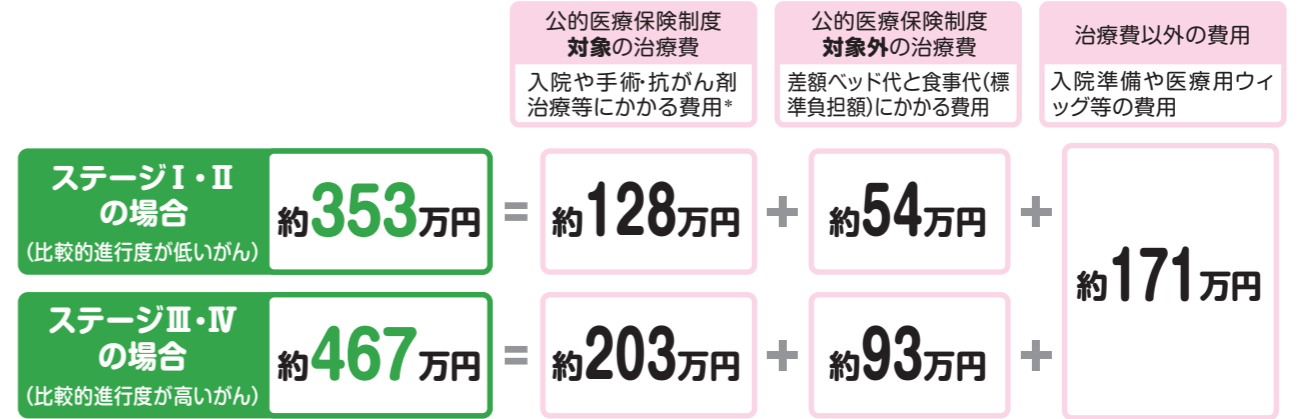 公的医療保険制度
対象の治療費
入院や手術・抗がん剤
治療等にかかる費用*
公的医療保険制度
対象外の治療費
差額ベッド代と食事代(標
準負担額)にかかる費用
治療費以外の費用
入院準備や医療用ウィ
ッグ等の費用
ステージⅠ・Ⅱ
の場合
(比較的進行度が低いがん)
約353万円 = 約128万円 + 約54万円 +
約171万円
ステージⅢ・Ⅳ
の場合
(比較的進行度が高いがん)
約467万円 = 約203万円 + 約93万円 +